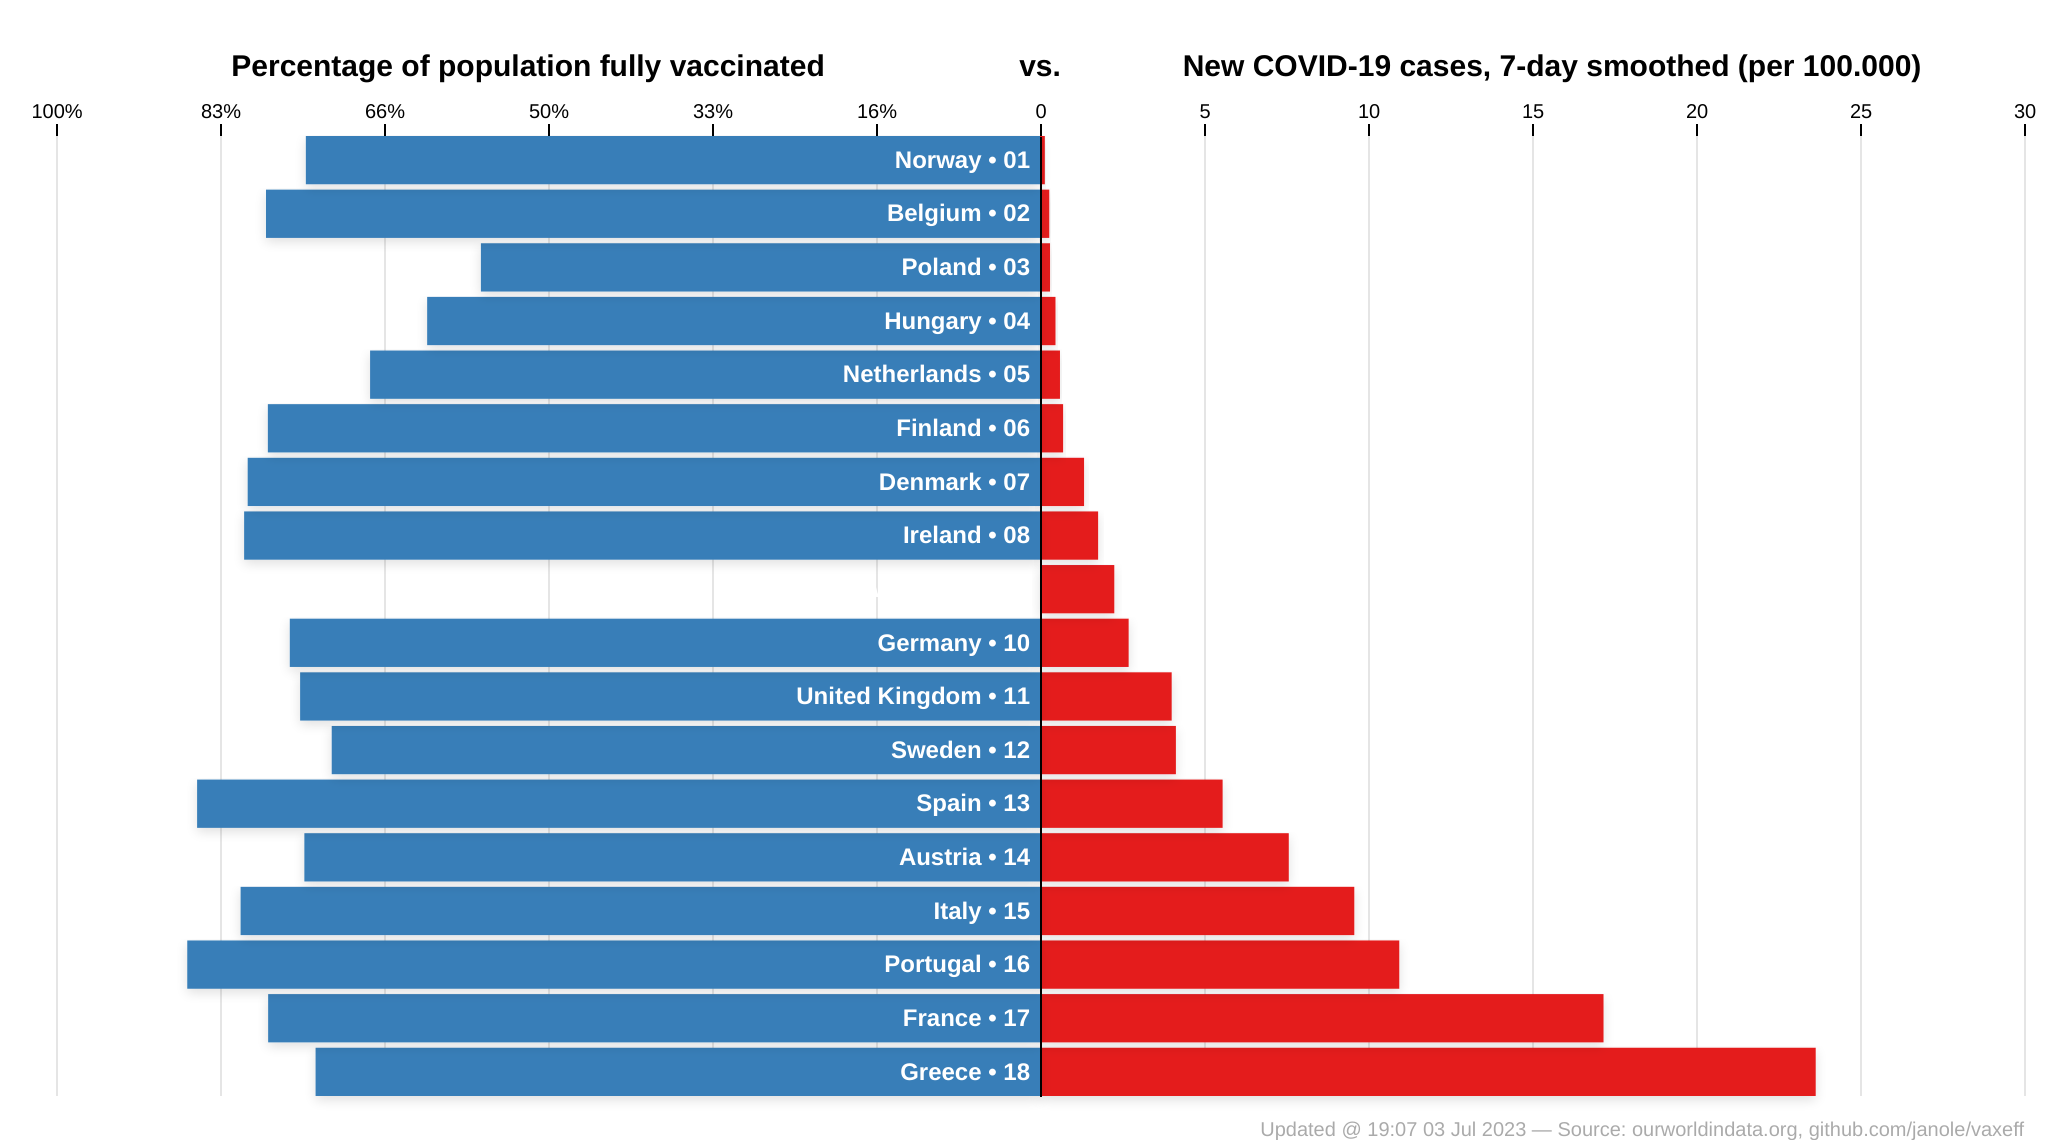 Percentage of population fully vaccinated vs. New COVID-19 cases, 7-day smoothed (per 100.000)
100% 83% 66% 50% 33% 16% 0 5 10 15 20 25 30
Norway • 01
Belgium • 02
Poland • 03
Hungary • 04
Netherlands • 05
Finland • 06
Denmark • 07
Ireland • 08
Germany • 10
United Kingdom • 11
Sweden • 12
Spain • 13
Austria • 14
Italy • 15
Portugal • 16
France • 17
Greece • 18
Updated @ 19:07 03 Jul 2023 — Source: ourworldindata.org, github.com/janole/vaxeff